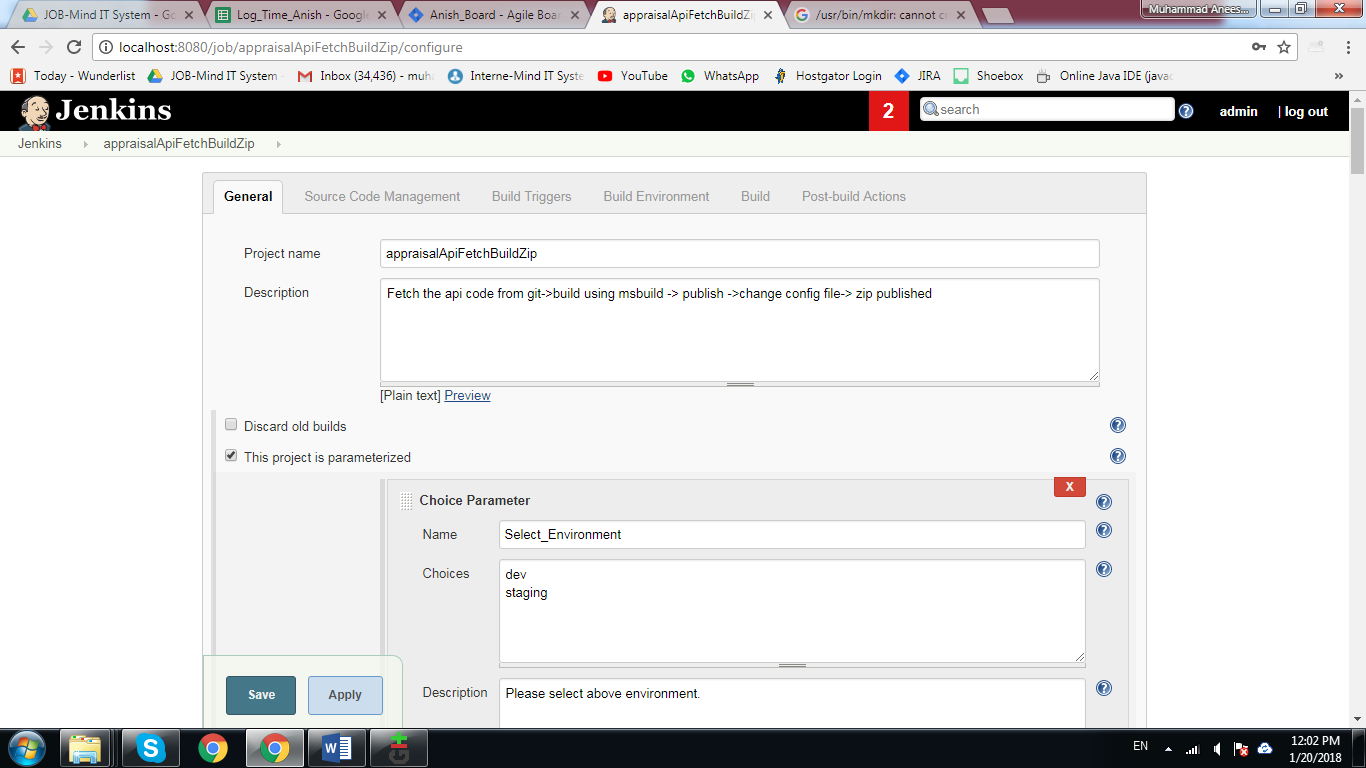 JOB-Mind IT System - Go
Log_Time_Anish - Google
Anish_Board - Agile Boar
appraisalApiFetchBuildZi
/usr/bin/mkdir: cannot c
Muhammad Anees...
localhost:8080/job/appraisalApiFetchBuildZip/configure
Today - Wunderlist
JOB-Mind IT System
Inbox (34,436) - muh
Interne-Mind IT Syste
YouTube
WhatsApp
Hostgator Login
JIRA
Shoebox
Online Java IDE (javac
»
Jenkins
2
search
admin
| log out
Jenkins
appraisalApiFetchBuildZip
General
Source Code Management
Build Triggers
Build Environment
Build
Post-build Actions
Project name
appraisalApiFetchBuildZip
Description
Fetch the api code from git->build using msbuild -> publish ->change config file-> zip published
[Plain text] Preview
Discard old builds
This project is parameterized
X
Choice Parameter
Name
Select_Environment
Choices
dev
staging
Description
Please select above environment.
Save
Apply
EN
12:02 PM
1/20/2018